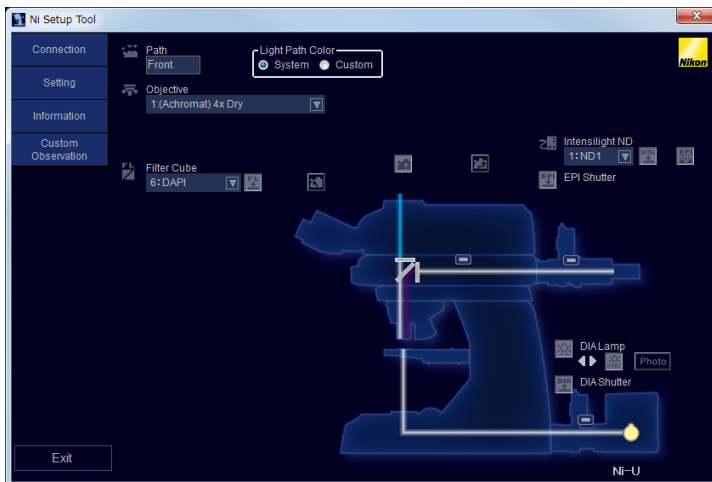 Ni Setup Tool
Connection
Setting
Information
Custom
Observation
Path
Front
Light Path Color
System
Custom
Objective
1:(Achromat) 4x Dry
Filter Cube
6:DAPI
Nikon
Intensilight ND
1:ND1
EPI Shutter
DIA Lamp
Photo
DIA Shutter
Exit
Ni-U